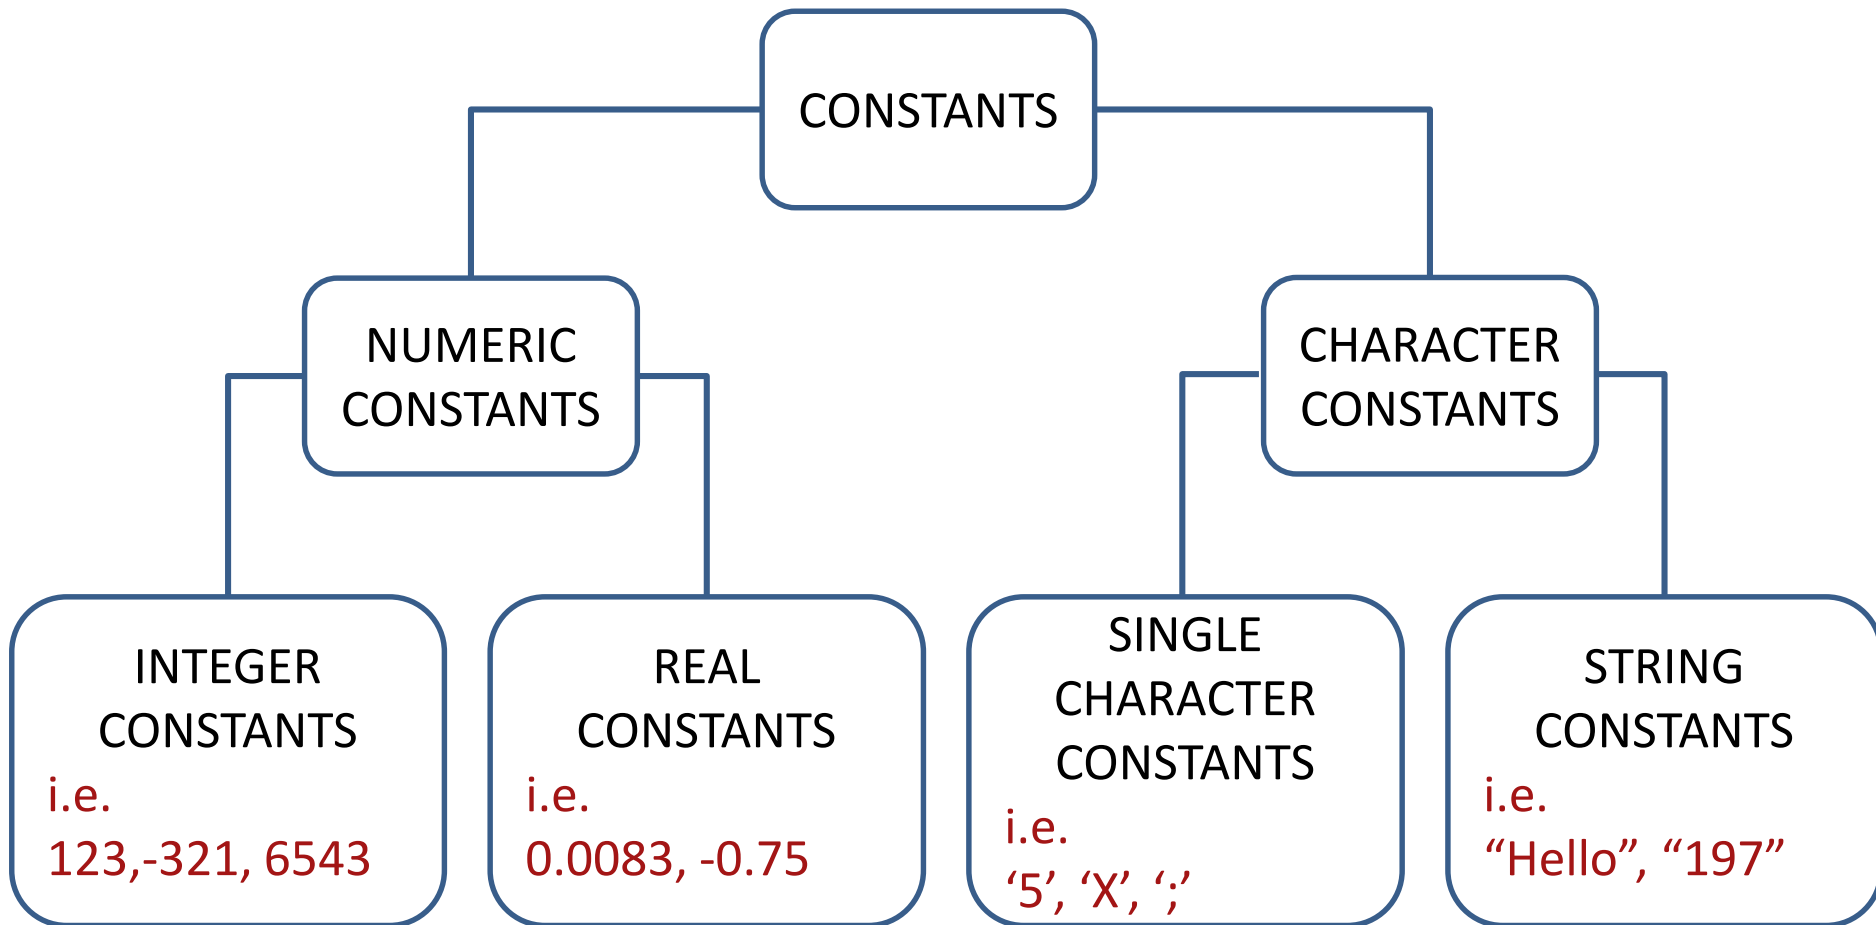 CONSTANTS
NUMERIC
CONSTANTS
CHARACTER
CONSTANTS
INTEGER
CONSTANTS
i.e.
123,-321, 6543
REAL
CONSTANTS
i.e.
0.0083, -0.75
SINGLE
CHARACTER
CONSTANTS
i.e.
‘5’, ‘X’, ‘;’
STRING
CONSTANTS
i.e.
“Hello”, “197”